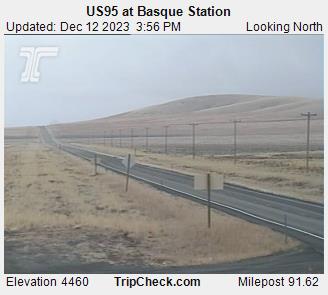 US95 at Basque Station
Updated: Dec 12 2023 3:56 PM Looking North
Elevation 4460 TripCheck.com Milepost 91.62